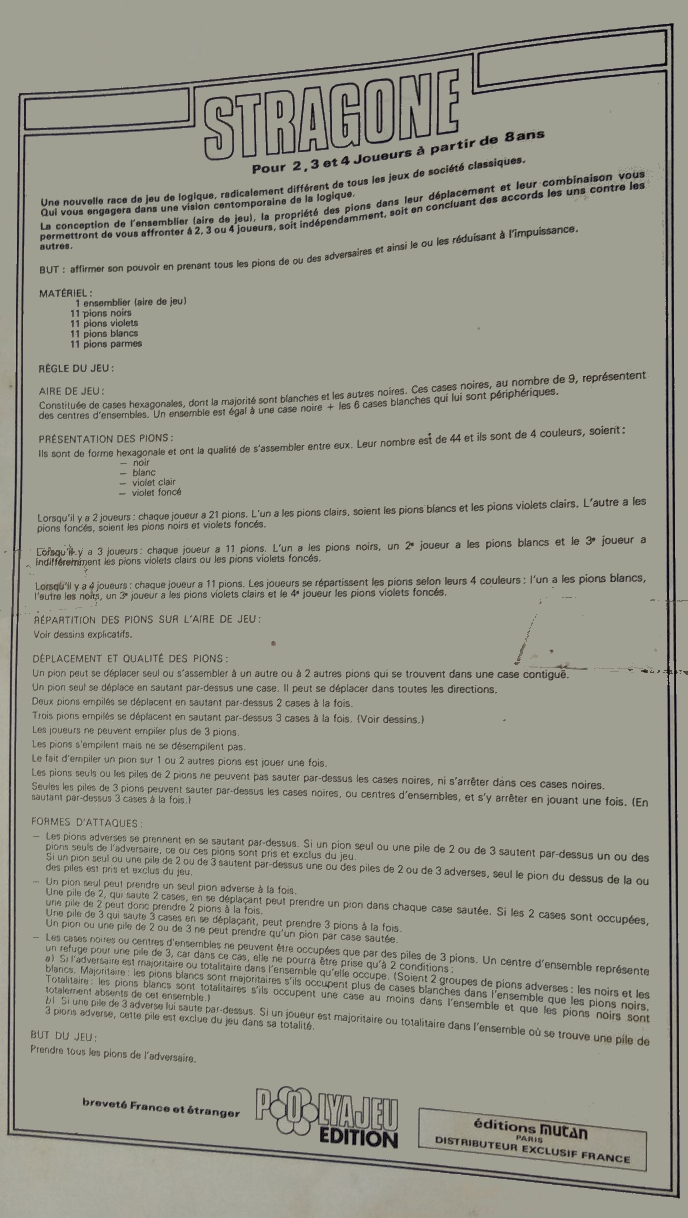 STRAGONE
Pour 2, 3 et 4 Joueurs à partir de 8 ans
Une nouvelle race de jeu de logique, radicalement différent de tous les jeux de société classiques.
Qui vous engagera dans une vision centomporaine de la logique.
La conception de l'ensemblier (aire de jeu), la propriété des pions dans leur déplacement et leur combinaison vous
permettront de vous affronter à 2, 3 ou 4 joueurs, soit indépendamment, soit en concluant des accords les uns contre les
autres.
BUT : affirmer son pouvoir en prenant tous les pions de ou des adversaires et ainsi le ou les réduisant à l'impuissance.
MATÉRIEL :
1 ensemblier (aire de jeu)
11 pions noirs
11 pions violets
11 pions blancs
11 pions parmes
RÈGLE DU JEU :
AIRE DE JEU :
Constituée de cases hexagonales, dont la majorité sont blanches et les autres noires. Ces cases noires, au nombre de 9, représentent
des centres d'ensembles. Un ensemble est égal à une case noire + les 6 cases blanches qui lui sont périphériques.
PRÉSENTATION DES PIONS :
Ils sont de forme hexagonale et ont la qualité de s'assembler entre eux. Leur nombre est de 44 et ils sont de 4 couleurs, soient :
— noir
— blanc
— violet clair
— violet foncé
Lorsqu'il y a 2 joueurs : chaque joueur a 21 pions. L'un a les pions clairs, soient les pions blancs et les pions violets clairs. L'autre a les
pions foncés, soient les pions noirs et violets foncés.
Lorsqu'il y a 3 joueurs : chaque joueur a 11 pions. L'un a les pions noirs, un 2e joueur a les pions blancs et le 3e joueur a
indifféremment les pions violets clairs ou les pions violets foncés.
Lorsqu'il y a 4 joueurs : chaque joueur a 11 pions. Les joueurs se répartissent les pions selon leurs 4 couleurs : l'un a les pions blancs,
l'autre les noirs, un 3e joueur a les pions violets clairs et le 4e joueur les pions violets foncés.
RÉPARTITION DES PIONS SUR L'AIRE DE JEU :
Voir dessins explicatifs.
DÉPLACEMENT ET QUALITÉ DES PIONS :
Un pion peut se déplacer seul ou s'assembler à un autre ou à 2 autres pions qui se trouvent dans une case contiguë.
Un pion seul se déplace en sautant par-dessus une case. Il peut se déplacer dans toutes les directions.
Deux pions empilés se déplacent en sautant par-dessus 2 cases à la fois.
Trois pions empilés se déplacent en sautant par-dessus 3 cases à la fois. (Voir dessins.)
Les joueurs ne peuvent empiler plus de 3 pions.
Les pions s'empilent mais ne se désempilent pas.
Le fait d'empiler un pion sur 1 ou 2 autres pions est jouer une fois.
Les pions seuls ou les piles de 2 pions ne peuvent pas sauter par-dessus les cases noires, ni s'arrêter dans ces cases noires.
Seules les piles de 3 pions peuvent sauter par-dessus les cases noires, ou centres d'ensembles, et s'y arrêter en jouant une fois. (En
sautant par-dessus 3 cases à la fois.)
FORMES D'ATTAQUES :
— Les pions adverses se prennent en se sautant par-dessus. Si un pion seul ou une pile de 2 ou de 3 sautent par-dessus un ou des
pions seuls de l'adversaire, ce ou ces pions sont pris et exclus du jeu.
Si un pion seul ou une pile de 2 ou de 3 sautent par-dessus une ou des piles de 2 ou de 3 adverses, seul le pion du dessus de la ou
des piles est pris et exclus du jeu.
— Un pion seul peut prendre un seul pion adverse à la fois.
Une pile de 2, qui saute 2 cases, en se déplaçant peut prendre un pion dans chaque case sautée. Si les 2 cases sont occupées,
une pile de 2 peut donc prendre 2 pions à la fois.
Une pile de 3 qui saute 3 cases en se déplaçant, peut prendre 3 pions à la fois.
Un pion ou une pile de 2 ou de 3 ne peut prendre qu'un pion par case sautée.
— Les cases noires ou centres d'ensembles ne peuvent être occupées que par des piles de 3 pions. Un centre d'ensemble représente
un refuge pour une pile de 3, car dans ce cas, elle ne pourra être prise qu'à 2 conditions :
a) Si l'adversaire est majoritaire ou totalitaire dans l'ensemble qu'elle occupe. (Soient 2 groupes de pions adverses : les noirs et les
blancs. Majoritaire : les pions blancs sont majoritaires s'ils occupent plus de cases blanches dans l'ensemble que les pions noirs.
Totalitaire : les pions blancs sont totalitaires s'ils occupent une case au moins dans l'ensemble et que les pions noirs sont
totalement absents de cet ensemble.)
b) Si une pile de 3 adverse lui saute par-dessus. Si un joueur est majoritaire ou totalitaire dans l'ensemble où se trouve une pile de
3 pions adverse, cette pile est exclue du jeu dans sa totalité.
BUT DU JEU :
Prendre tous les pions de l'adversaire.
breveté France et étranger
POLYAJEU
EDITION
éditions mutan
PARIS
DISTRIBUTEUR EXCLUSIF FRANCE